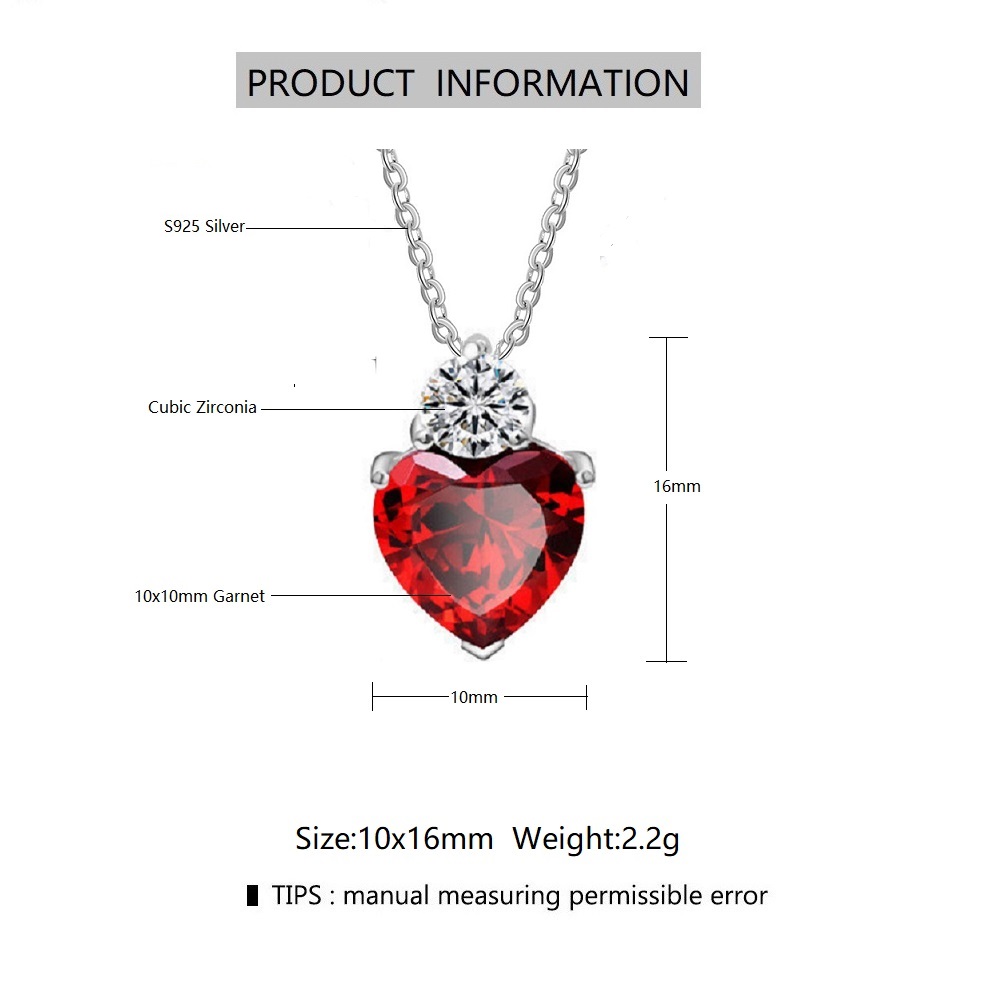 PRODUCT INFORMATION
S925 Silver
Cubic Zirconia
16mm
10x10mm Garnet
10mm
Size:10x16mm Weight:2.2g
TIPS : manual measuring permissible error